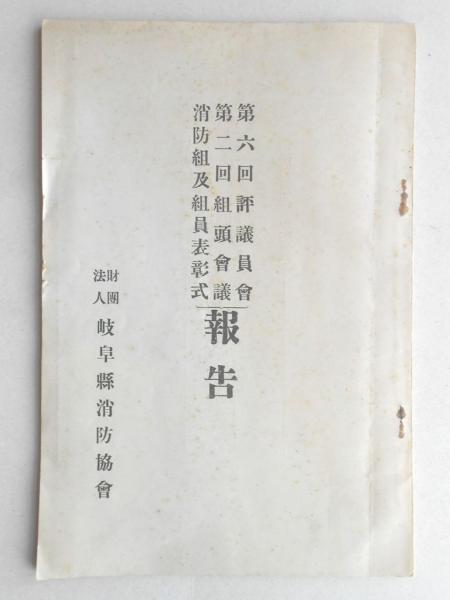 第六回評議員會
第二回組頭會議
消防組及組員表彰式
報告
財團法人
岐阜縣消防協會